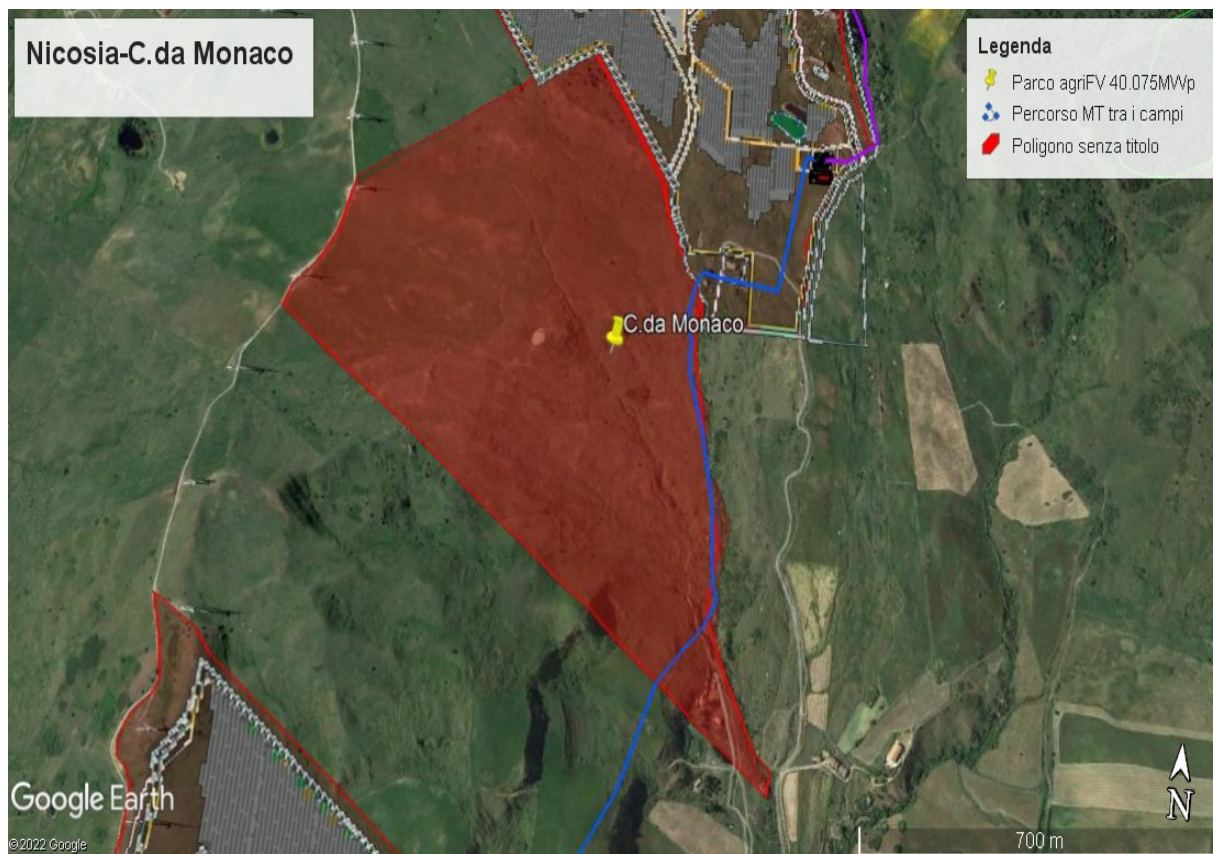 Nicosia-C.da Monaco
Legenda
Parco agriFV 40.075MWp
Percorso MT tra i campi
Poligono senza titolo
C.da Monaco
Google Earth
©2022 Google
N
700 m